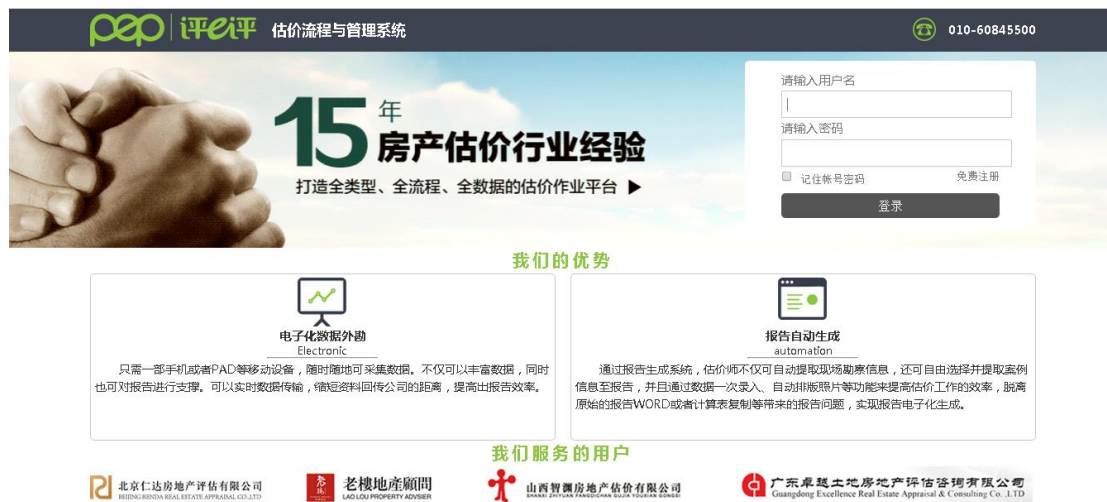 pep 评e评 估价流程与管理系统
010-60845500
15年
房产估价行业经验
打造全类型、全流程、全数据的估价作业平台
请输入用户名
请输入密码
记住帐号密码 免费注册
登录
我们的优势
电子化数据外勘
Electronic
只需一部手机或者PAD等移动设备，随时随地可采集数据。不仅可以丰富数据，同时
也可对报告进行支撑。可以实时数据传输，缩短资料回传公司的距离，提高出报告效率。
报告自动生成
automation
通过报告生成系统，估价师不仅可自动提取现场勘察信息，还可自由选择并提取案例
信息至报告，并且通过数据一次录入、自动排版照片等功能来提高估价工作的效率，脱离
原始的报告WORD或者计算表复制等带来的报告问题，实现报告电子化生成。
我们服务的用户
北京仁达房地产评估有限公司
BEIJING RENDA REAL ESTATE APPRAISAL CO.,LTD
老樓地產顧問
LAO LOU PROPERTY ADVISER
山西智渊房地产估价有限公司
SHANXI ZHIYUAN FANGDICHAN GUJIA YOUXIAN GONGSI
广东卓越土地房地产评估咨询有限公司
Guangdong Excellence Real Estate Appraisal & Consulting Co.,LTD